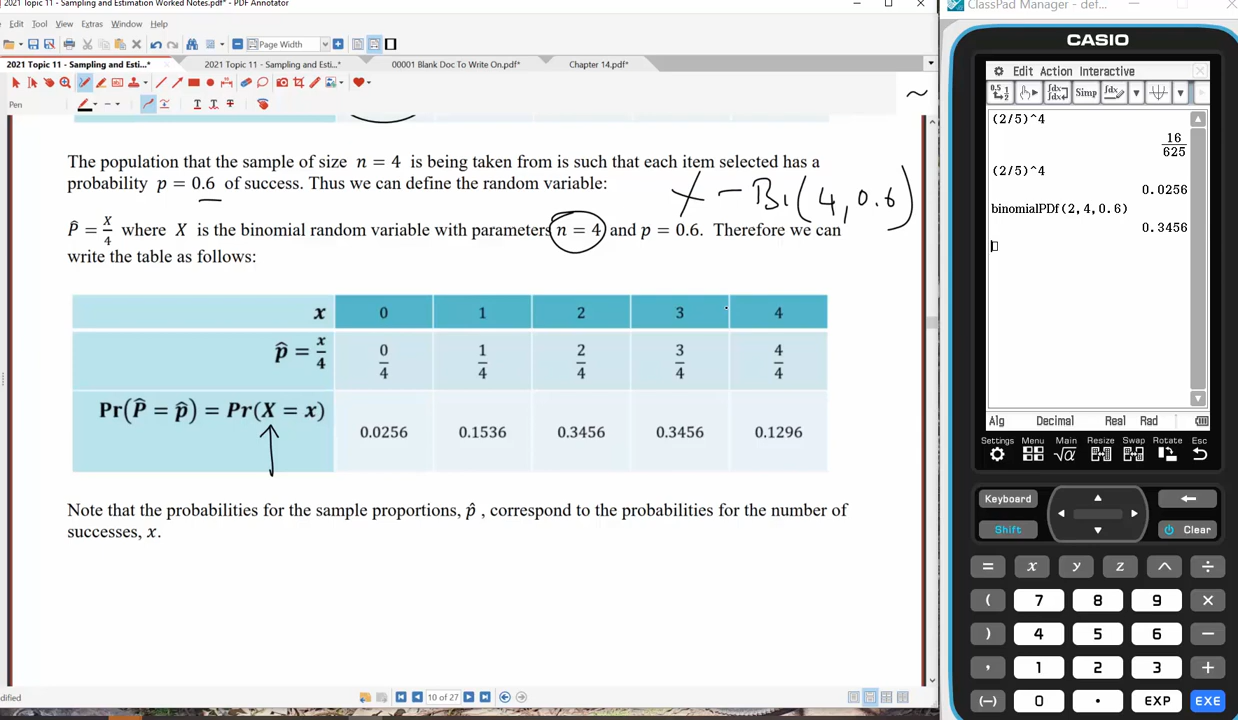 2021 Topic 11 - Sampling and Estimation Worked Notes.pdf* - PDF Annotator
Edit Tool View Extras Window Help
Page Width
2021 Topic 11 - Sampling and Esti...* 2021 Topic 11 - Sampling and Esti...* 00001 Blank Doc To Write On.pdf* Chapter 14.pdf*
Pen
The population that the sample of size n = 4 is being taken from is such that each item selected has a
probability p = 0.6 of success. Thus we can define the random variable:
X ~ Bi(4, 0.6)
P̂ = X/4 where X is the binomial random variable with parameters n = 4 and p = 0.6. Therefore we can
write the table as follows:
x 0 1 2 3 4
p̂ = x/4 0/4 1/4 2/4 3/4 4/4
Pr(P̂ = p̂) = Pr(X = x) 0.0256 0.1536 0.3456 0.3456 0.1296
Note that the probabilities for the sample proportions, p̂ , correspond to the probabilities for the number of
successes, x.
dified
10 of 27
ClassPad Manager - def...
CASIO
Edit Action Interactive
Simp
(2/5)^4
16/625
(2/5)^4
0.0256
binomialPDf(2,4,0.6)
0.3456
Alg Decimal Real Rad
Settings Menu Main Resize Swap Rotate Esc
Keyboard
Shift Clear
= x y z ^ ÷
( 7 8 9 ×
) 4 5 6 −
, 1 2 3 +
(−) 0 · EXP EXE